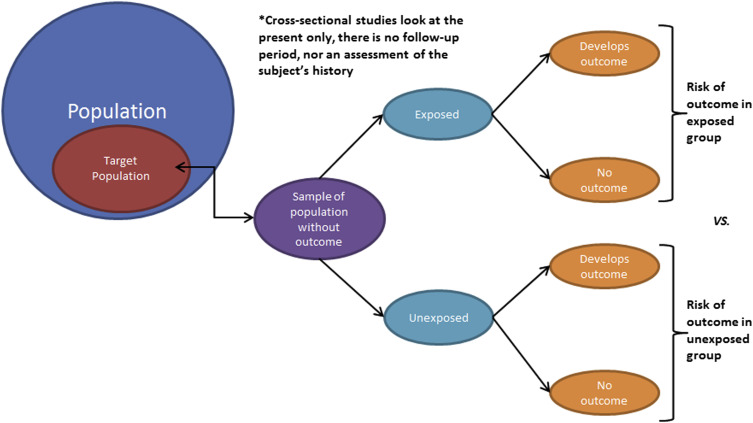 *Cross-sectional studies look at the
present only, there is no follow-up
period, nor an assessment of the
subject's history
Population
Target
Population
Sample of
population
without
outcome
Exposed
Unexposed
Develops
outcome
No
outcome
Risk of
outcome in
exposed
group
VS.
Develops
outcome
No
outcome
Risk of
outcome in
unexposed
group